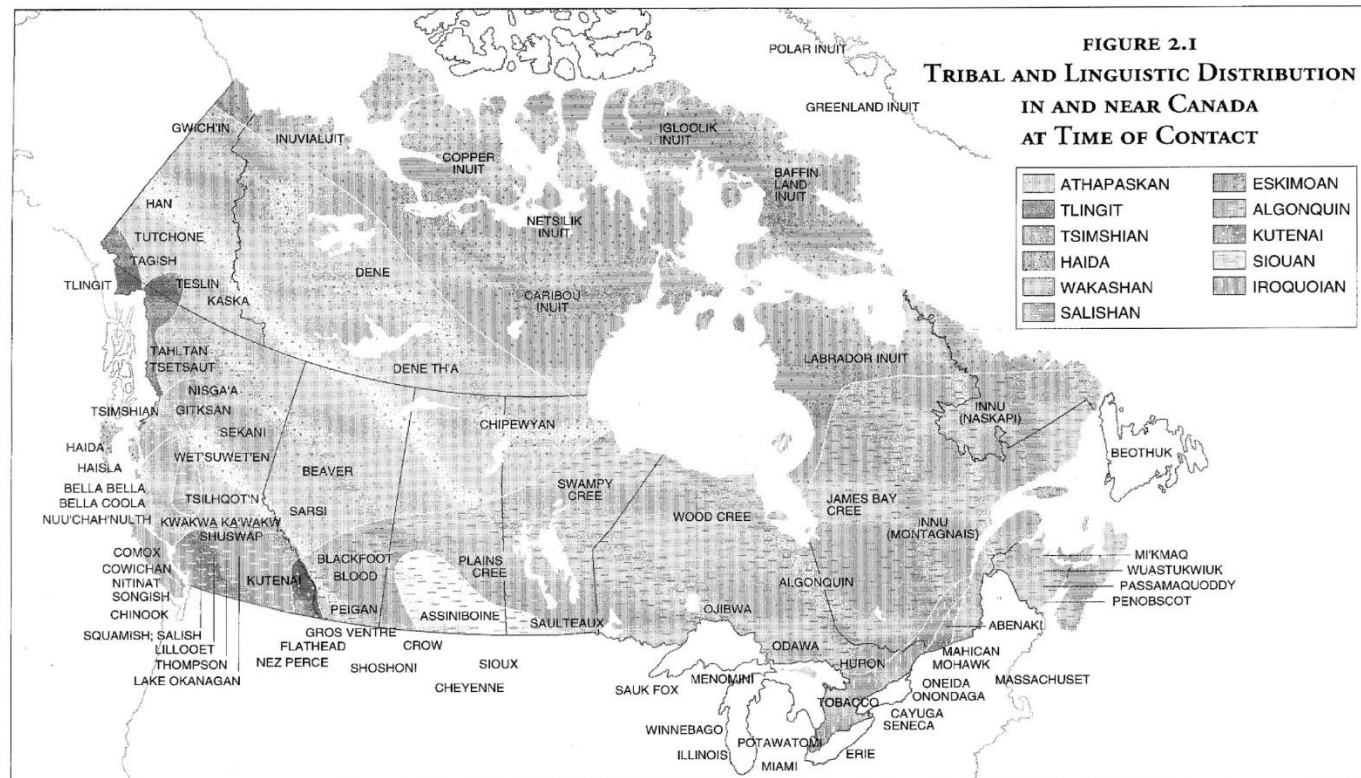 FIGURE 2.1
TRIBAL AND LINGUISTIC DISTRIBUTION
IN AND NEAR CANADA
AT TIME OF CONTACT
ATHAPASKAN
TLINGIT
TSIMSHIAN
HAIDA
WAKASHAN
SALISHAN
ESKIMOAN
ALGONQUIN
KUTENAI
SIOUAN
IROQUOIAN
POLAR INUIT
GREENLAND INUIT
GWICH'IN
INUVIALUIT
COPPER
INUIT
IGLOOLIK
INUIT
BAFFIN
LAND
INUIT
NETSILIK
INUIT
HAN
TUTCHONE
TAGISH
TLINGIT
TESLIN
KASKA
DENE
CARIBOU
INUIT
TAHLTAN
TSETSAUT
DENE TH'A
LABRADOR INUIT
NISGA'A
TSIMSHIAN
GITKSAN
SEKANI
CHIPEWYAN
INNU
(NASKAPI)
HAIDA
WET'SUWET'EN
HAISLA
BEAVER
BEOTHUK
BELLA BELLA
TSILHQOT'N
BELLA COOLA
SARSI
SWAMPY
CREE
JAMES BAY
CREE
NUU'CHAH'NULTH
KWAKWA KA'WAKW
SHUSWAP
WOOD CREE
INNU
(MONTAGNAIS)
COMOX
COWICHAN
NITINAT
SONGISH
CHINOOK
KUTENAI
BLACKFOOT
BLOOD
PEIGAN
PLAINS
CREE
ASSINIBOINE
SAULTEAUX
OJIBWA
ALGONQUIN
MI'KMAQ
WUASTUKWIUK
PASSAMAQUODDY
PENOBSCOT
ABENAKI
SQUAMISH; SALISH
LILLOOET
THOMPSON
LAKE OKANAGAN
GROS VENTRE
FLATHEAD
NEZ PERCE
CROW
SHOSHONI
SIOUX
CHEYENNE
ODAWA
HURON
MAHICAN
MOHAWK
ONEIDA
ONONDAGA
MASSACHUSET
SAUK FOX
MENOMINI
TOBACCO
CAYUGA
SENECA
WINNEBAGO
ILLINOIS
POTAWATOMI
MIAMI
ERIE